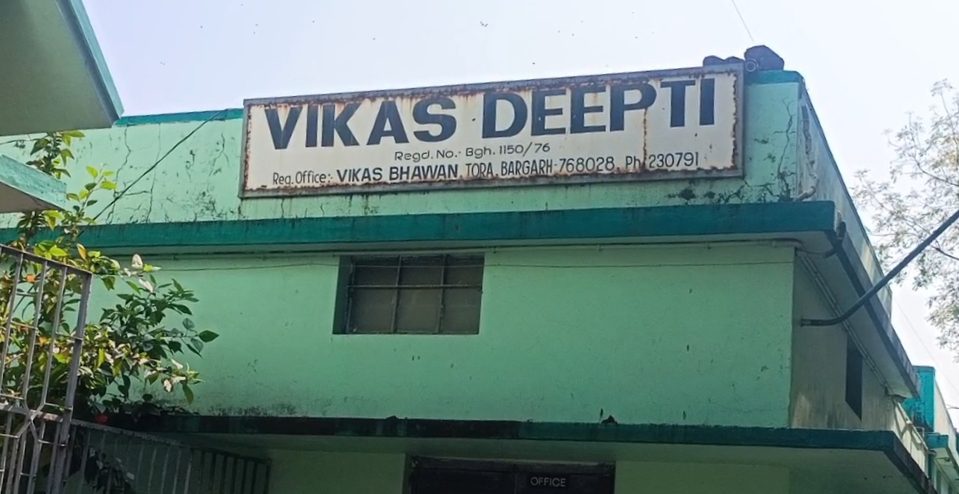 VIKAS DEEPTI
Regd. No.- Bgh. 1150/76
Reg. Office:- VIKAS BHAWAN, TORA, BARGARH-768028, Ph 230791
OFFICE